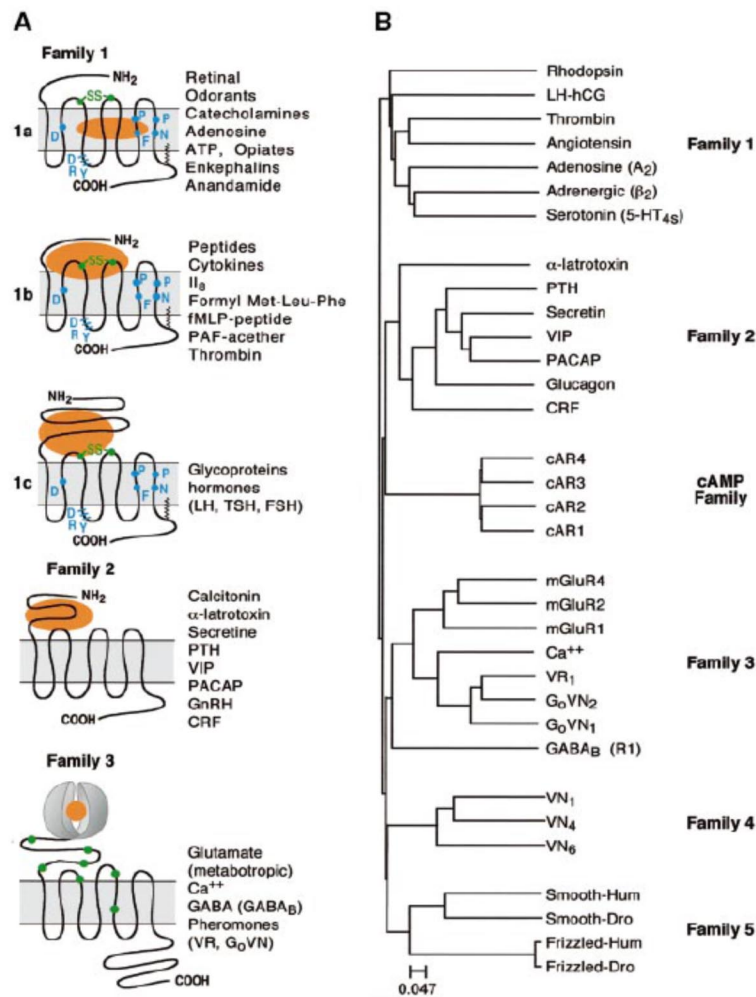 A
Family 1
NH2
SS
1a
D
P
P
F
N
D
R
Y
COOH
Retinal
Odorants
Catecholamines
Adenosine
ATP, Opiates
Enkephalins
Anandamide
NH2
SS
1b
D
P
P
F
N
D
R
Y
COOH
Peptides
Cytokines
Il8
Formyl Met-Leu-Phe
fMLP-peptide
PAF-acether
Thrombin
NH2
SS
1c
D
P
P
F
N
D
R
Y
COOH
Glycoproteins
hormones
(LH, TSH, FSH)
Family 2
NH2
COOH
Calcitonin
α-latrotoxin
Secretine
PTH
VIP
PACAP
GnRH
CRF
Family 3
COOH
Glutamate
(metabotropic)
Ca++
GABA (GABAB)
Pheromones
(VR, GoVN)
B
Rhodopsin
LH-hCG
Thrombin
Angiotensin
Adenosine (A2)
Adrenergic (β2)
Serotonin (5-HT4S)
Family 1
α-latrotoxin
PTH
Secretin
VIP
PACAP
Glucagon
CRF
Family 2
cAR4
cAR3
cAR2
cAR1
cAMP
Family
mGluR4
mGluR2
mGluR1
Ca++
VR1
GoVN2
GoVN1
GABAB (R1)
Family 3
VN1
VN4
VN6
Family 4
Smooth-Hum
Smooth-Dro
Frizzled-Hum
Frizzled-Dro
Family 5
0.047